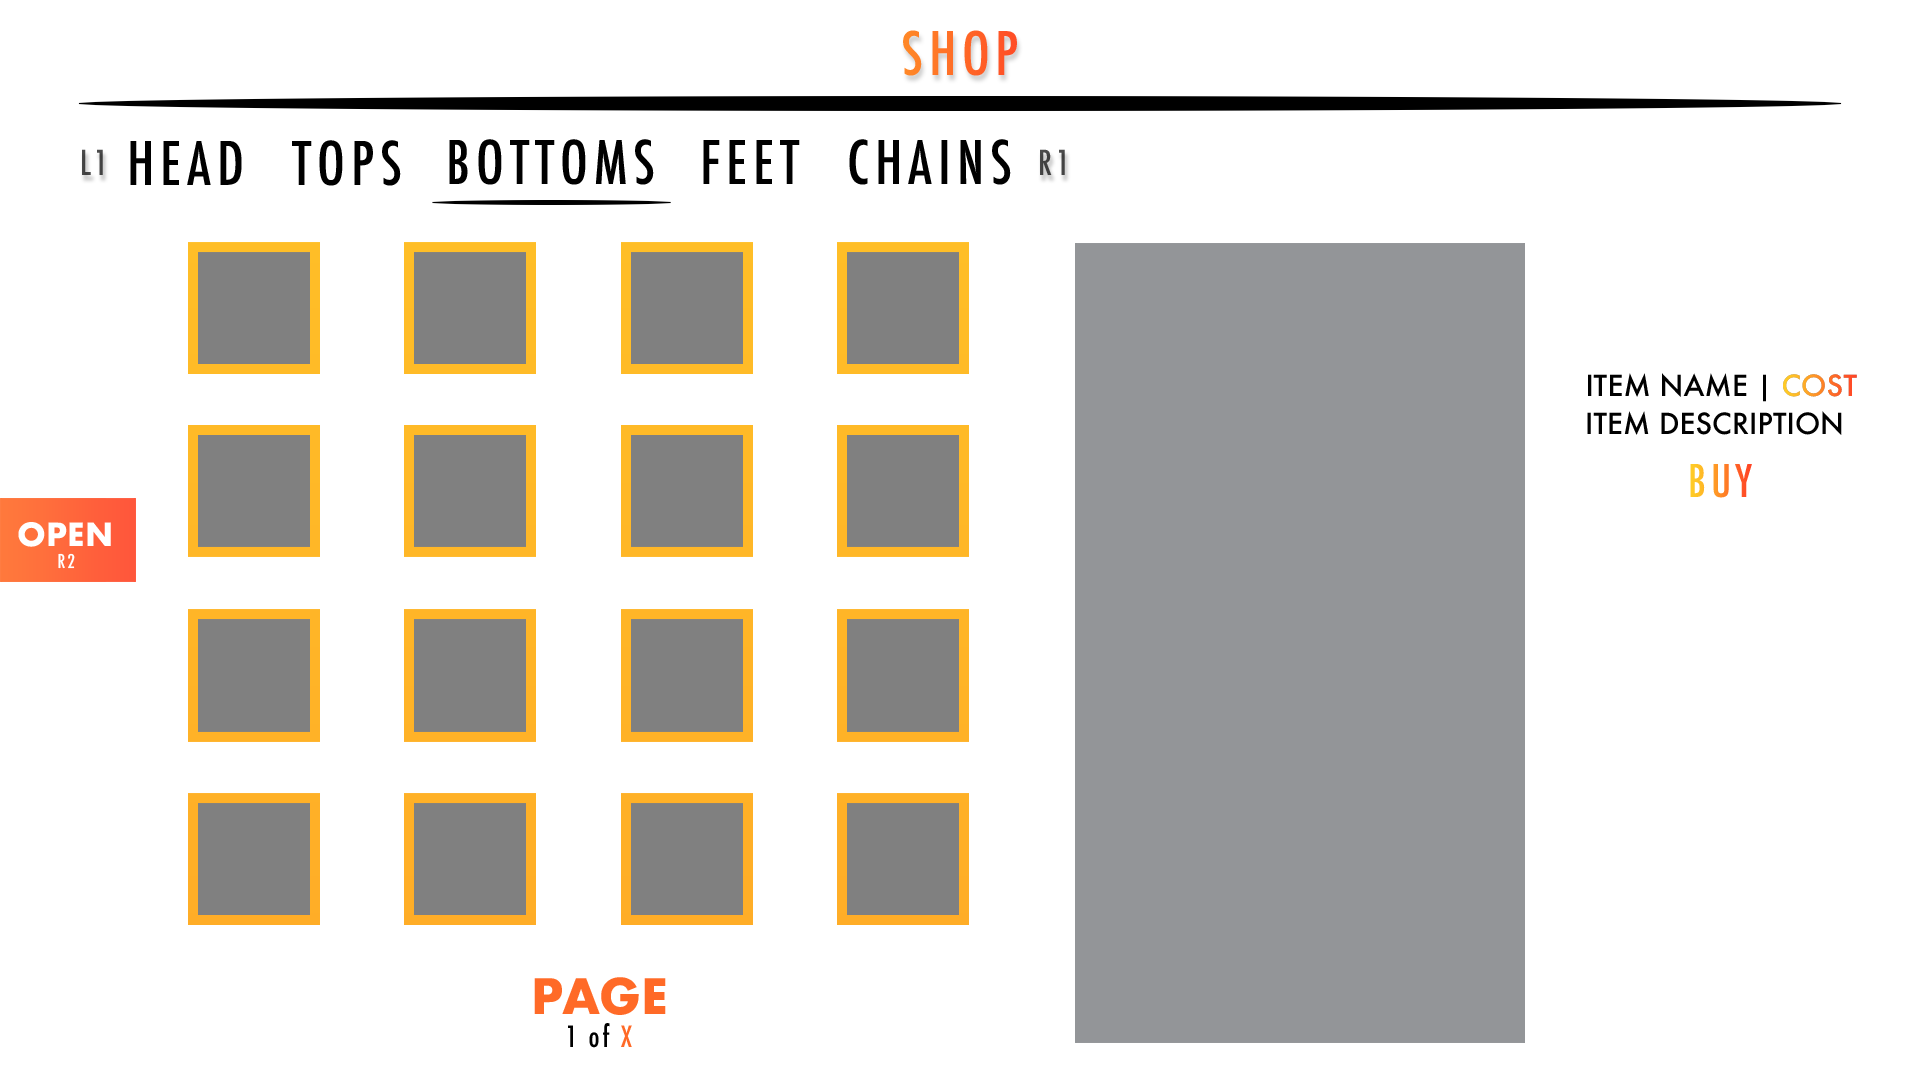 SHOP
L1 HEAD TOPS BOTTOMS FEET CHAINS R1
ITEM NAME | COST
ITEM DESCRIPTION
BUY
OPEN
R2
PAGE
1 of X